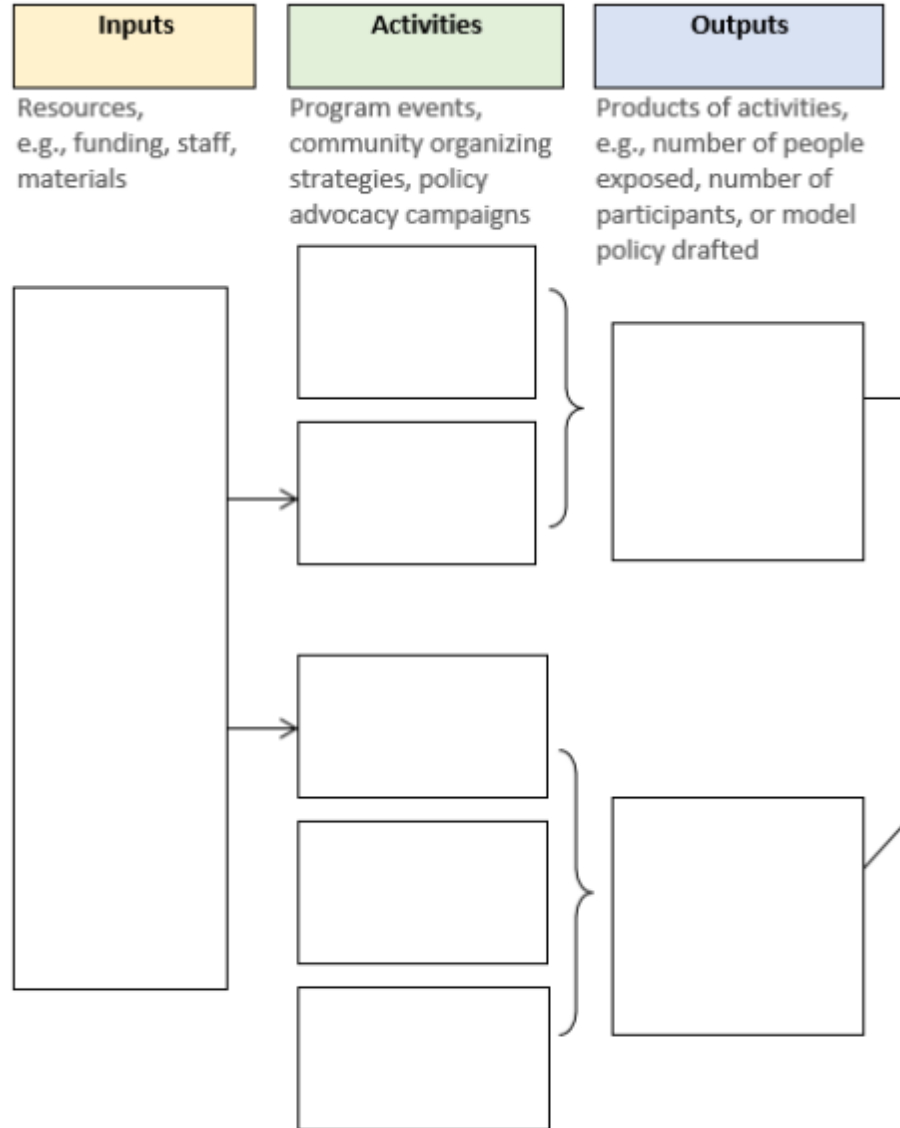 Inputs
Resources,
e.g., funding, staff,
materials
Activities
Program events,
community organizing
strategies, policy
advocacy campaigns
Outputs
Products of activities,
e.g., number of people
exposed, number of
participants, or model
policy drafted